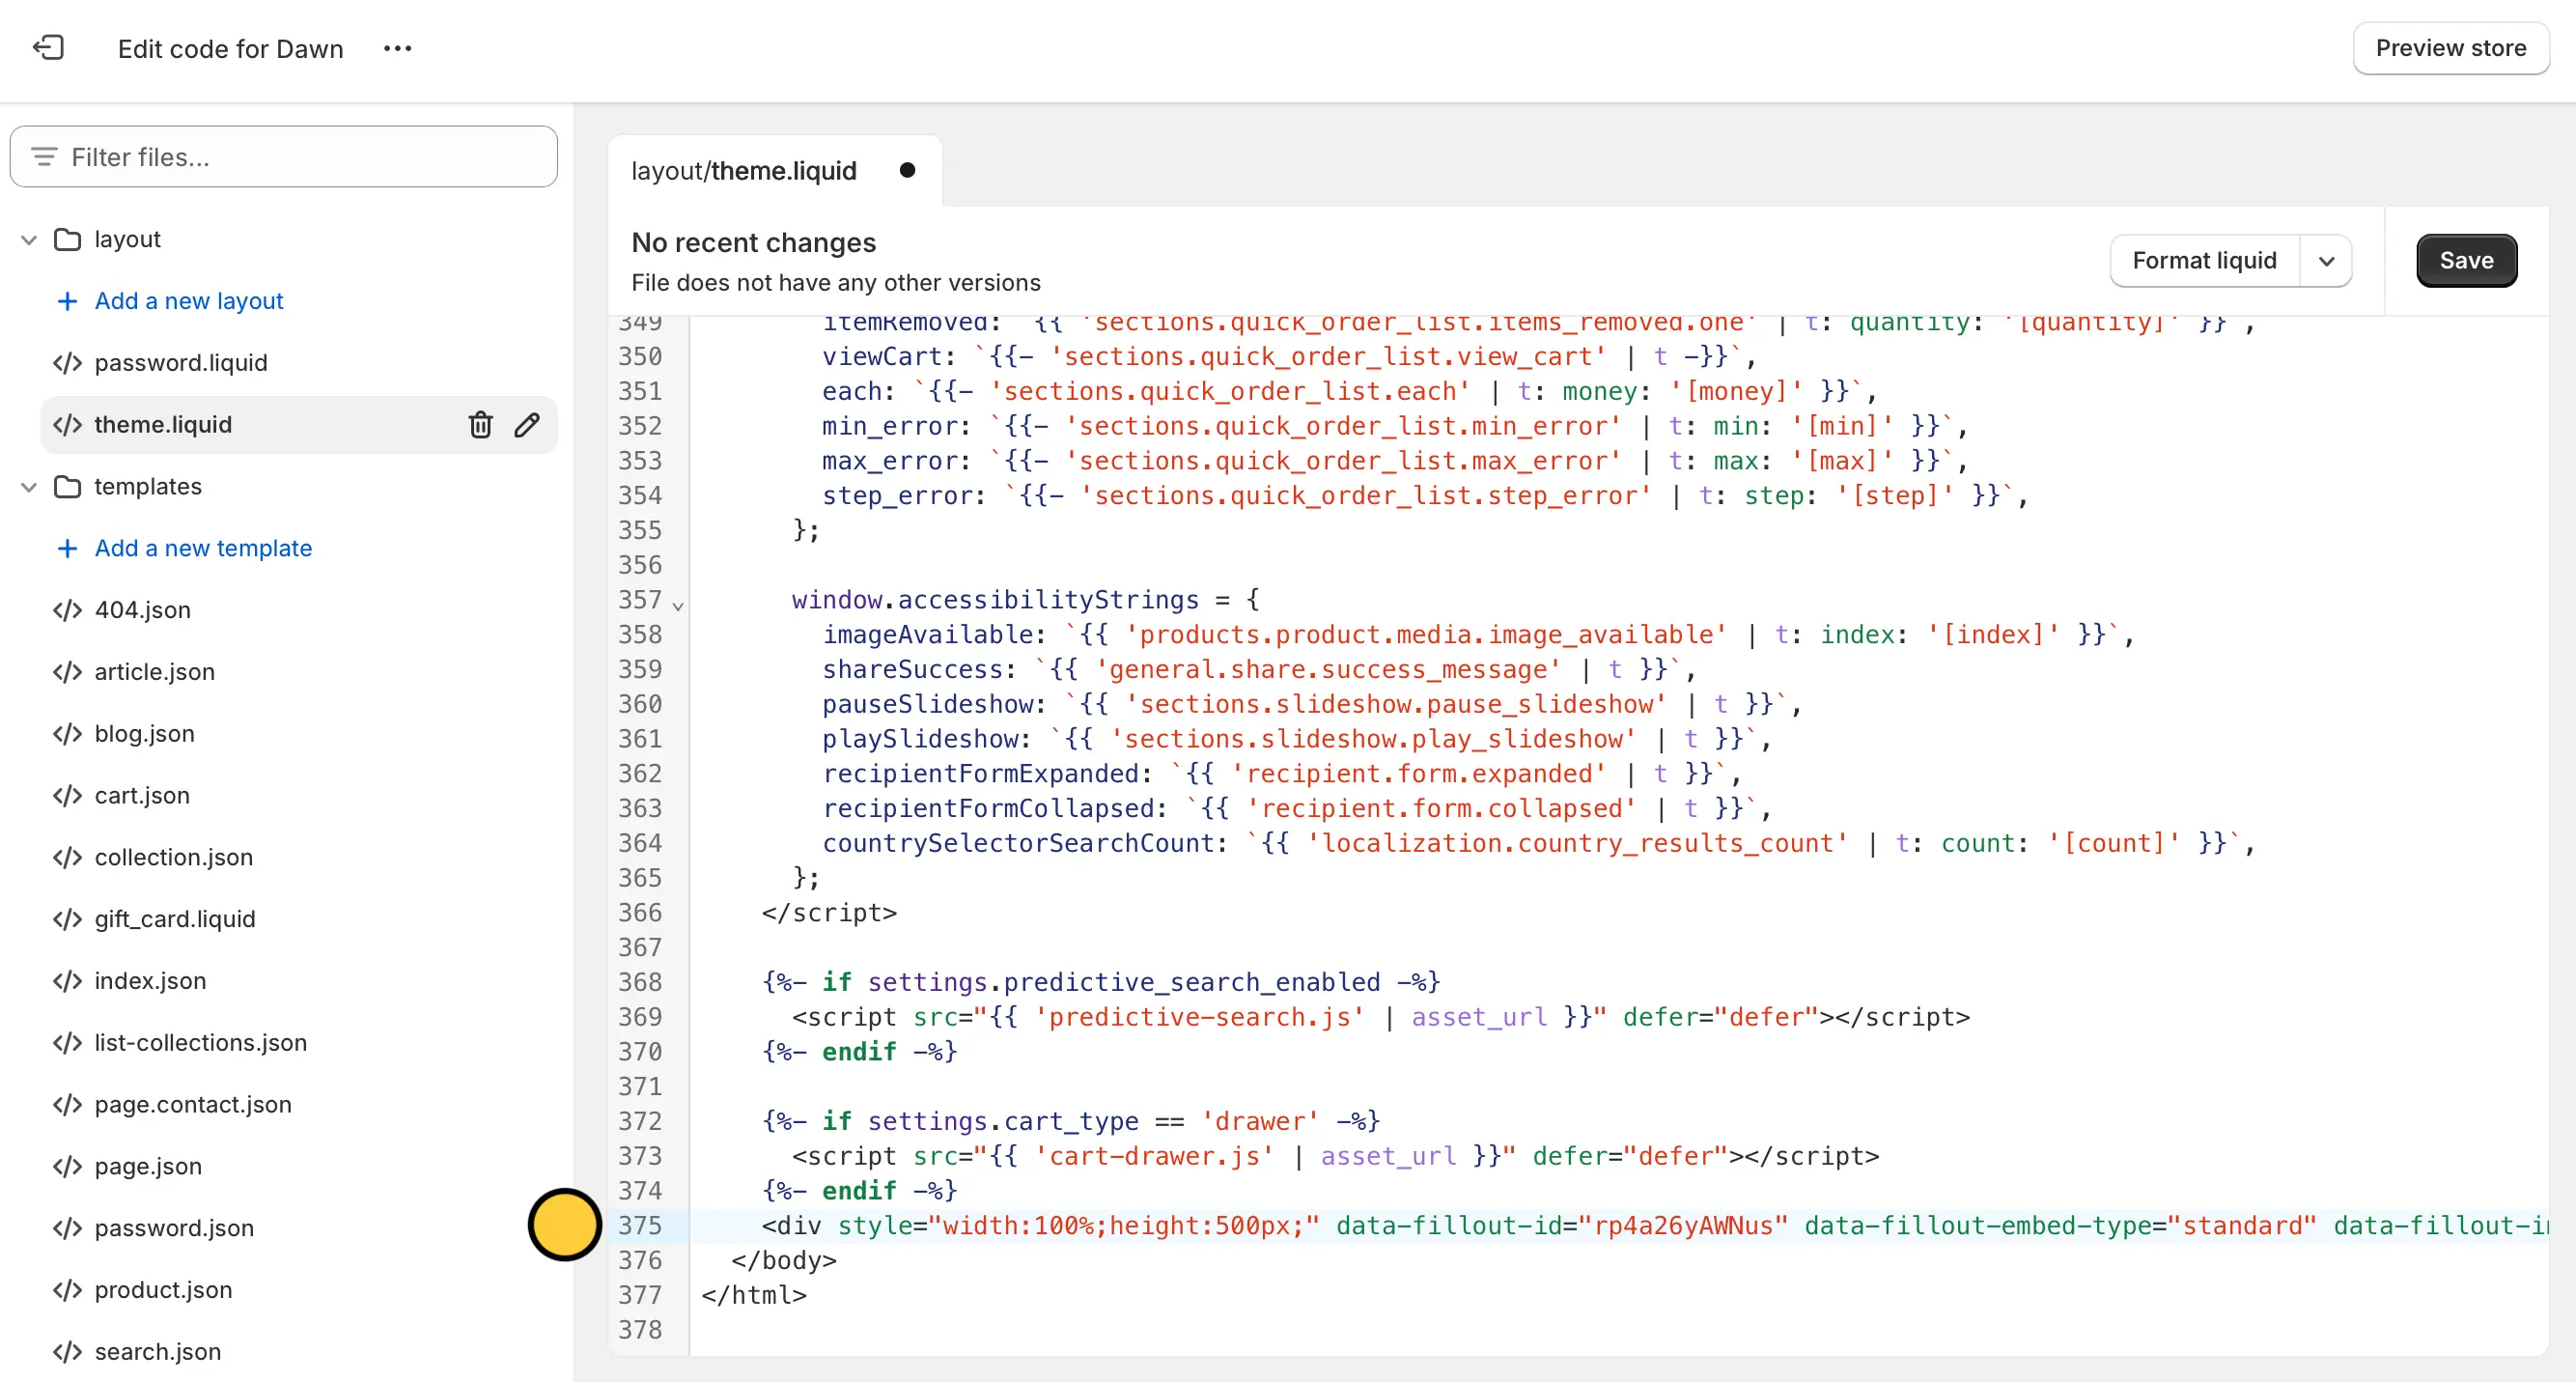 Edit code for Dawn
Preview store
Filter files...
layout
Add a new layout
password.liquid
theme.liquid
templates
Add a new template
404.json
article.json
blog.json
cart.json
collection.json
gift_card.liquid
index.json
list-collections.json
page.contact.json
page.json
password.json
product.json
search.json
layout/theme.liquid
No recent changes
File does not have any other versions
Format liquid
Save
349 itemRemoved: `{{ 'sections.quick_order_list.items_removed.one' | t: quantity: '[quantity]' }}`,
350 viewCart: `{{- 'sections.quick_order_list.view_cart' | t -}}`,
351 each: `{{- 'sections.quick_order_list.each' | t: money: '[money]' }}`,
352 min_error: `{{- 'sections.quick_order_list.min_error' | t: min: '[min]' }}`,
353 max_error: `{{- 'sections.quick_order_list.max_error' | t: max: '[max]' }}`,
354 step_error: `{{- 'sections.quick_order_list.step_error' | t: step: '[step]' }}`,
355 };
356
357 window.accessibilityStrings = {
358 imageAvailable: `{{ 'products.product.media.image_available' | t: index: '[index]' }}`,
359 shareSuccess: `{{ 'general.share.success_message' | t }}`,
360 pauseSlideshow: `{{ 'sections.slideshow.pause_slideshow' | t }}`,
361 playSlideshow: `{{ 'sections.slideshow.play_slideshow' | t }}`,
362 recipientFormExpanded: `{{ 'recipient.form.expanded' | t }}`,
363 recipientFormCollapsed: `{{ 'recipient.form.collapsed' | t }}`,
364 countrySelectorSearchCount: `{{ 'localization.country_results_count' | t: count: '[count]' }}`,
365 };
366 </script>
367
368 {%- if settings.predictive_search_enabled -%}
369 <script src="{{ 'predictive-search.js' | asset_url }}" defer="defer"></script>
370 {%- endif -%}
371
372 {%- if settings.cart_type == 'drawer' -%}
373 <script src="{{ 'cart-drawer.js' | asset_url }}" defer="defer"></script>
374 {%- endif -%}
375 <div style="width:100%;height:500px;" data-fillout-id="rp4a26yAWNus" data-fillout-embed-type="standard" data-fillout-i
376 </body>
377 </html>
378